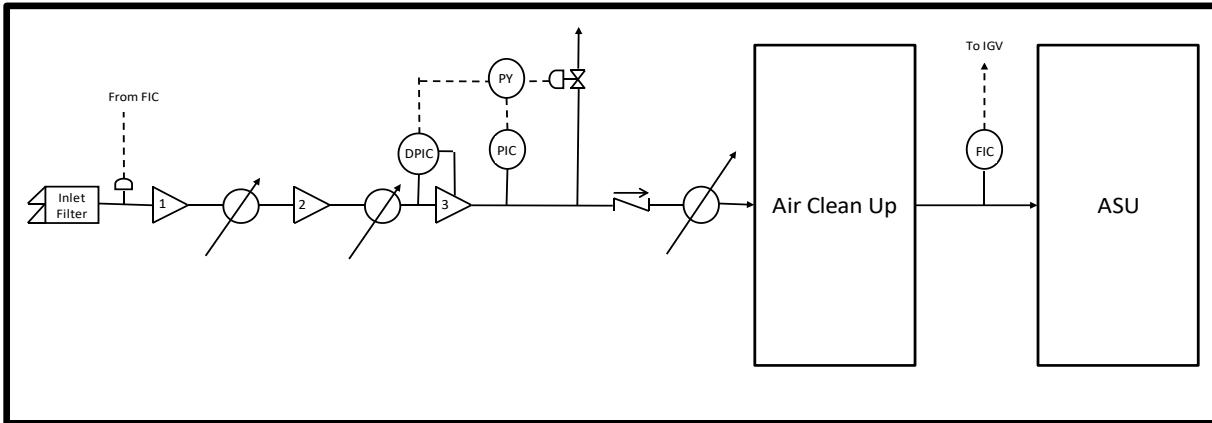 From FIC
To IGV
PY
DPIC
PIC
FIC
Inlet
Filter
1
2
3
Air Clean Up
ASU